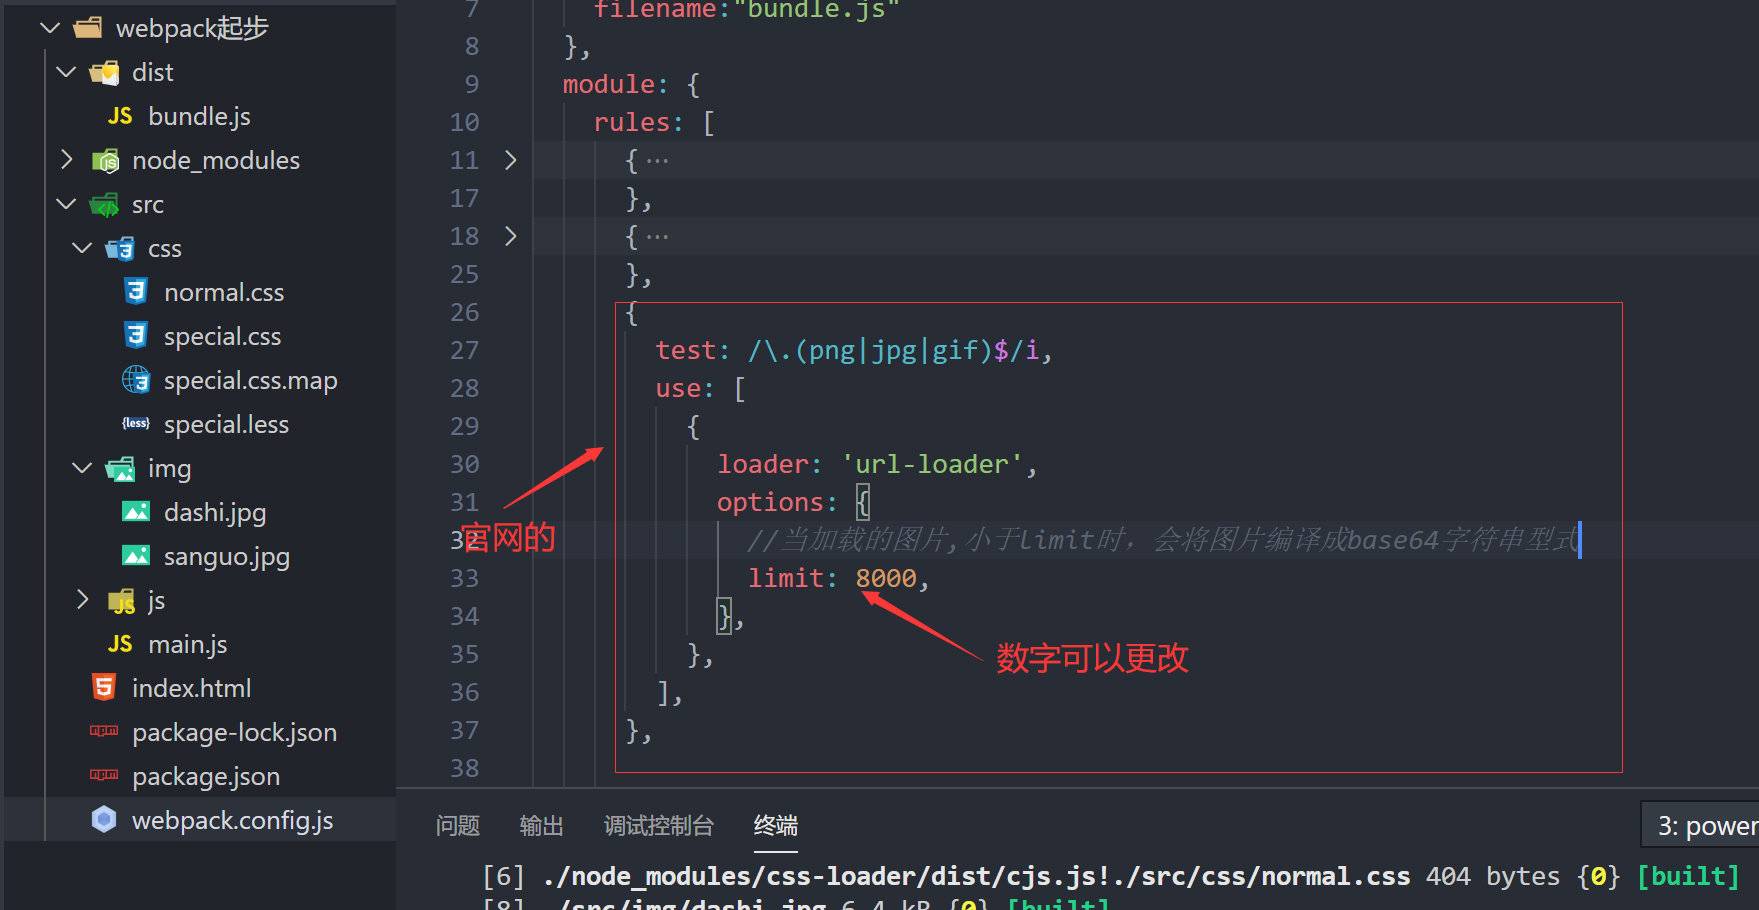 webpack起步
dist
bundle.js
node_modules
src
css
normal.css
special.css
special.css.map
special.less
img
dashi.jpg
sanguo.jpg
js
main.js
index.html
package-lock.json
package.json
webpack.config.js
7 filename:"bundle.js"
8 },
9 module: {
10 rules: [
11 { ···
17 },
18 { ···
25 },
26 {
27 test: /\.(png|jpg|gif)$/i,
28 use: [
29 {
30 loader: 'url-loader',
31 options: {
32 //当加载的图片,小于limit时，会将图片编译成base64字符串型式
33 limit: 8000,
34 },
35 },
36 ],
37 },
38
官网的
数字可以更改
问题 输出 调试控制台 终端
3: power
[6] ./node_modules/css-loader/dist/cjs.js!./src/css/normal.css 404 bytes {0} [built]
[8] ./src/img/dashi.jpg 6.4 kB {0} [built]